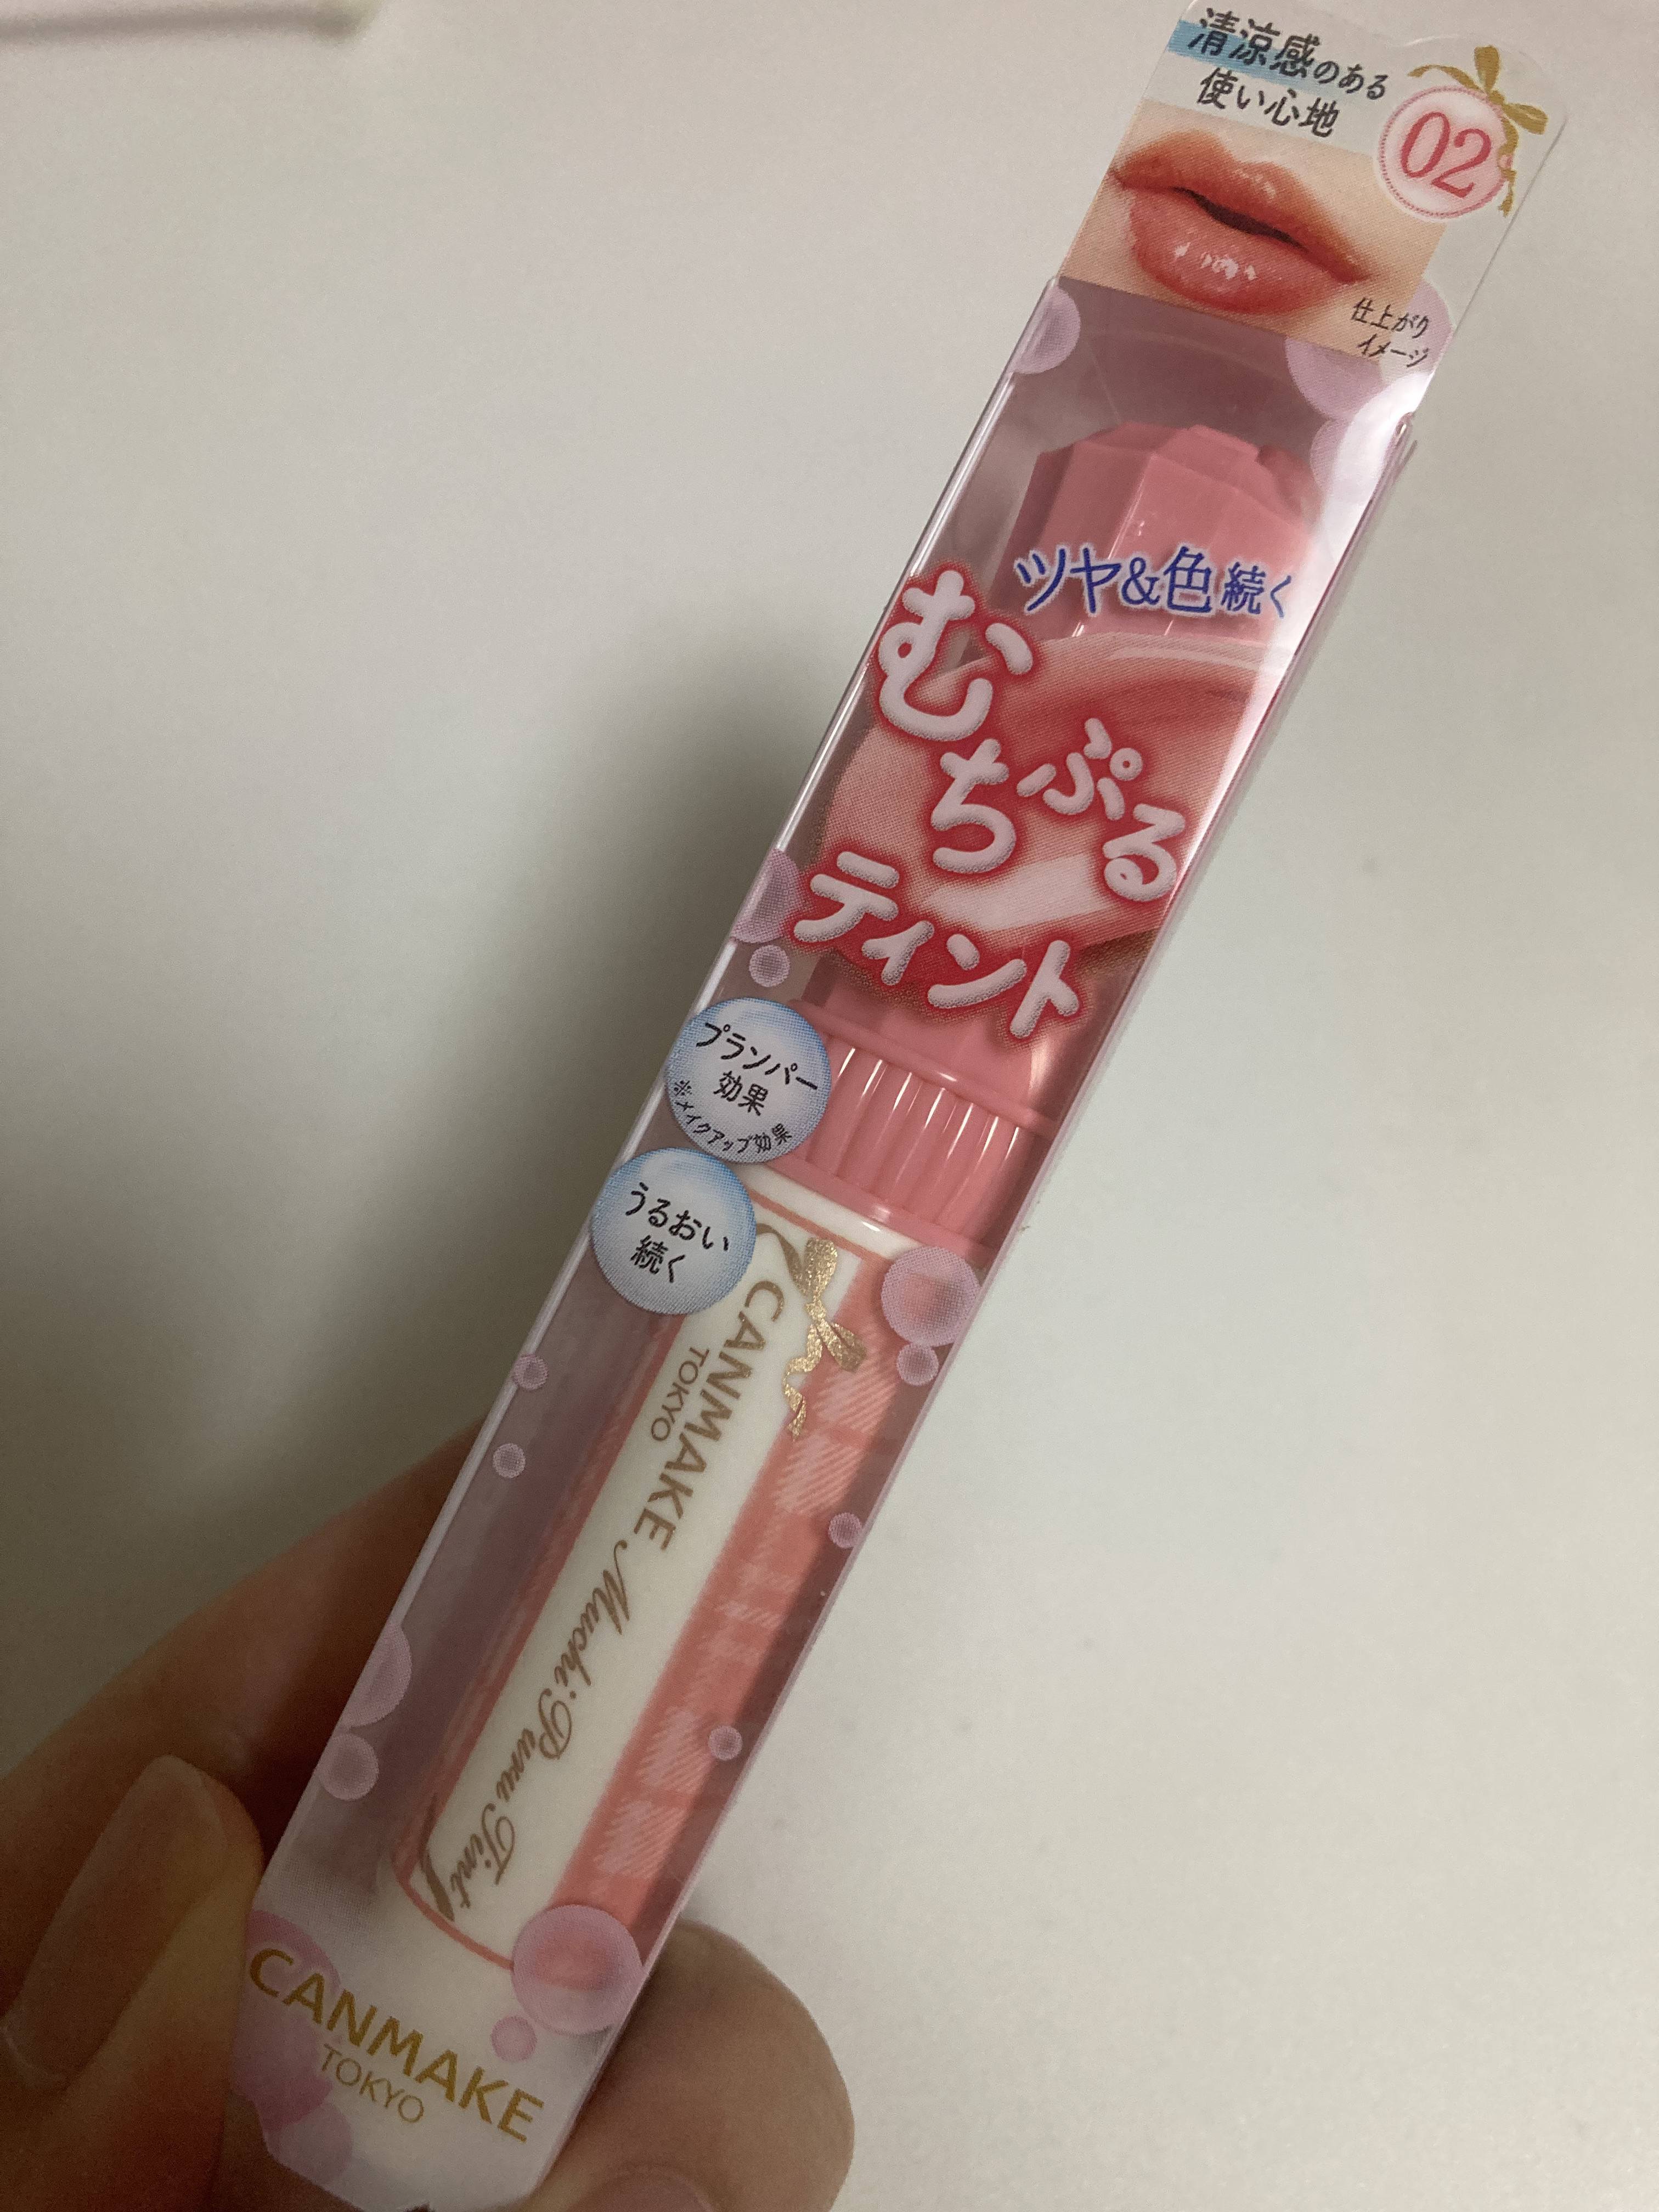 清涼感のある
使い心地
02
仕上がり
イメージ
ツヤ&色続く
むちぷる
ティント
プランパー
効果
※メイクアップ効果
うるおい
続く
CANMAKE
TOKYO
Muchi Puru Tint
CANMAKE
TOKYO